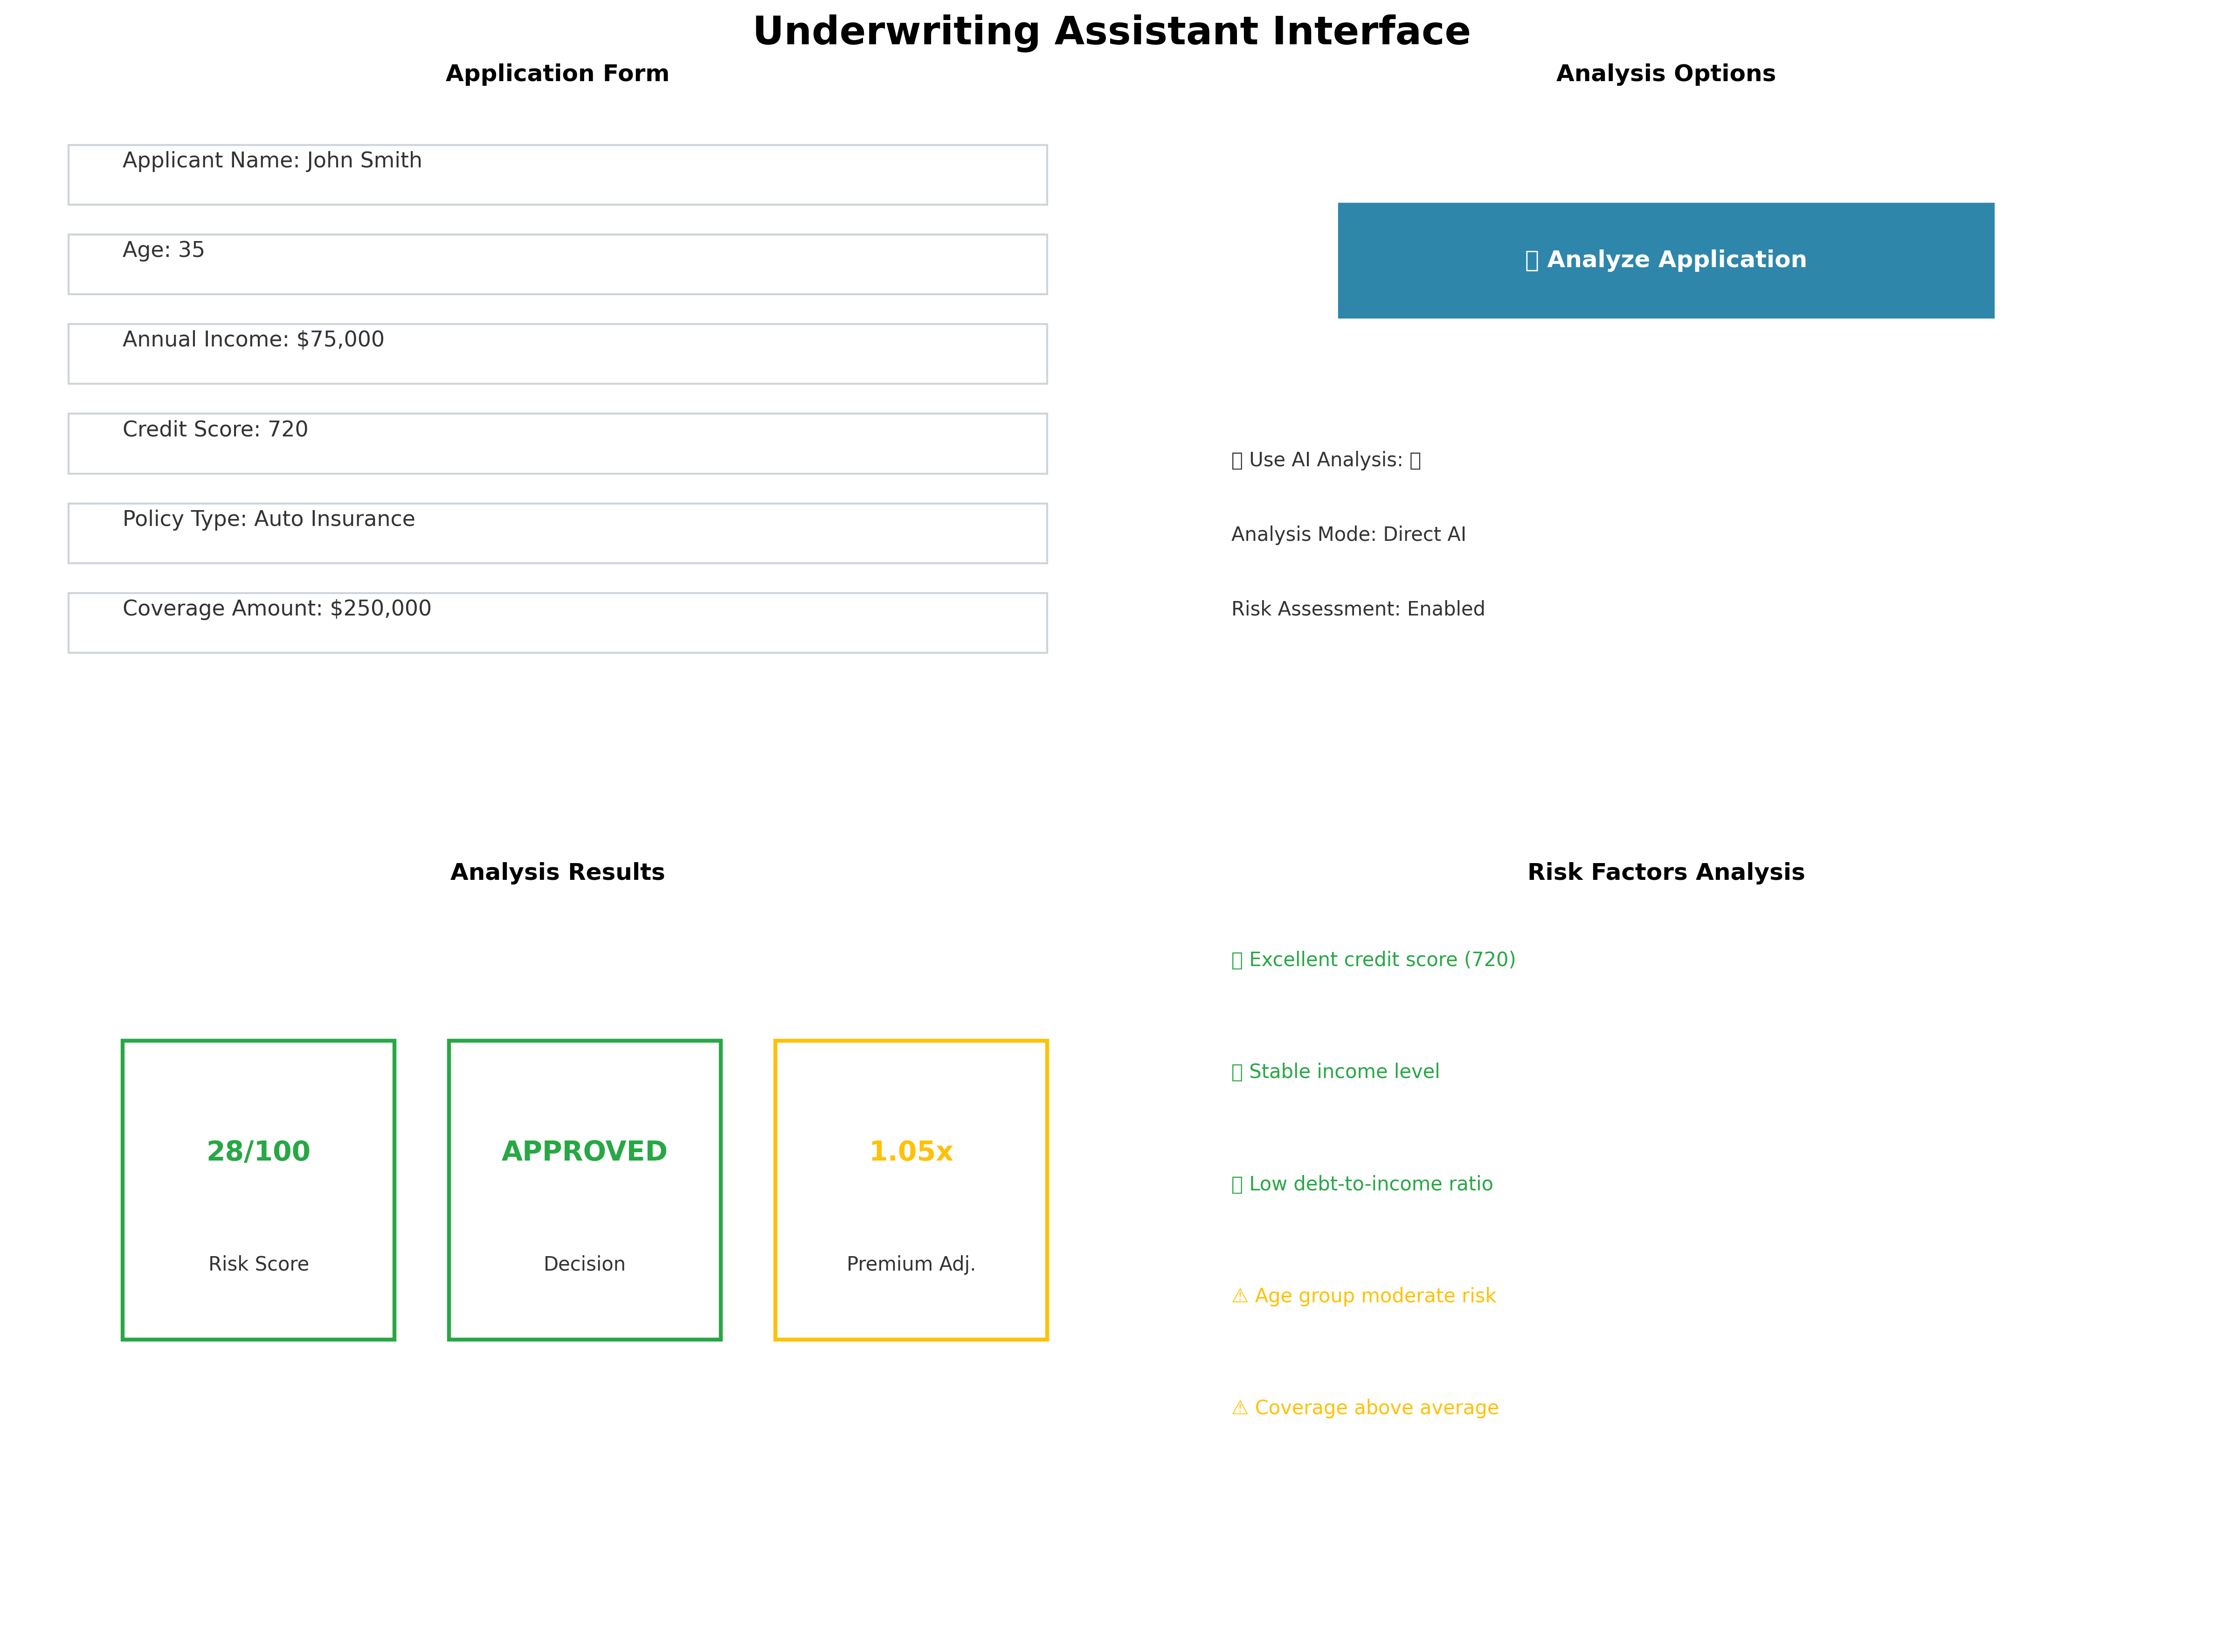 Underwriting Assistant Interface
Application Form
Applicant Name: John Smith
Age: 35
Annual Income: $75,000
Credit Score: 720
Policy Type: Auto Insurance
Coverage Amount: $250,000
Analysis Options
Analyze Application
Use AI Analysis:
Analysis Mode: Direct AI
Risk Assessment: Enabled
Analysis Results
28/100
Risk Score
APPROVED
Decision
1.05x
Premium Adj.
Risk Factors Analysis
Excellent credit score (720)
Stable income level
Low debt-to-income ratio
⚠ Age group moderate risk
⚠ Coverage above average